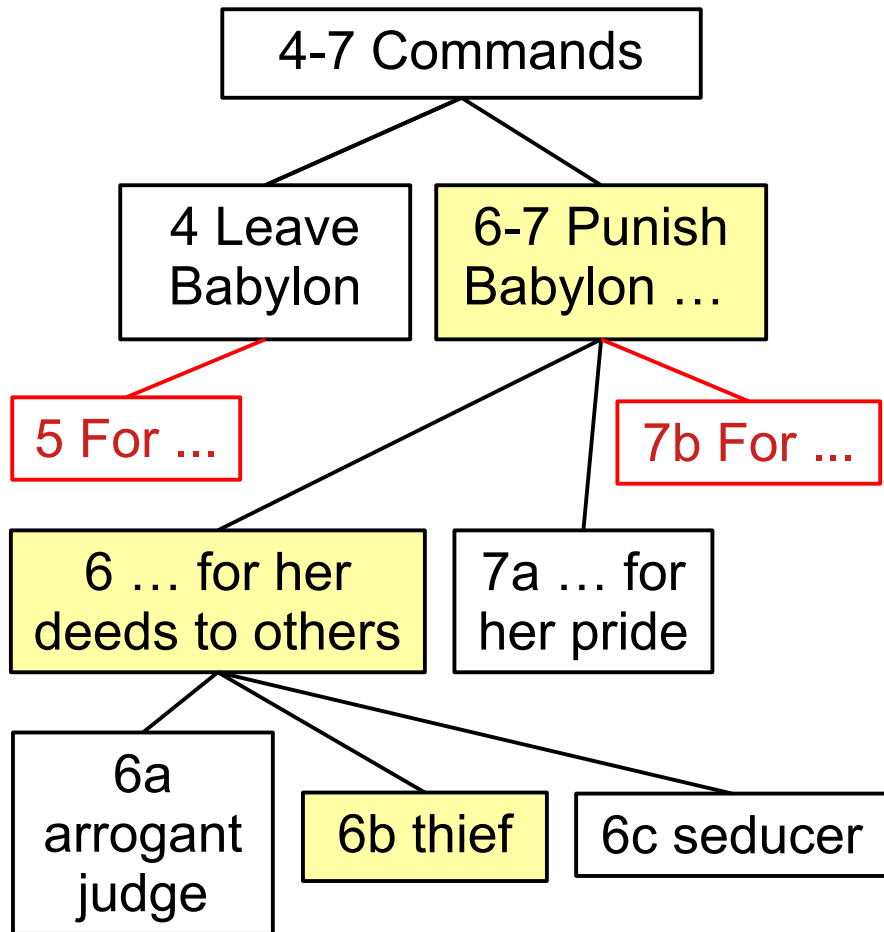 4-7 Commands
4 Leave
Babylon
6-7 Punish
Babylon …
5 For ...
7b For ...
6 … for her
deeds to others
7a … for
her pride
6a
arrogant
judge
6b thief
6c seducer